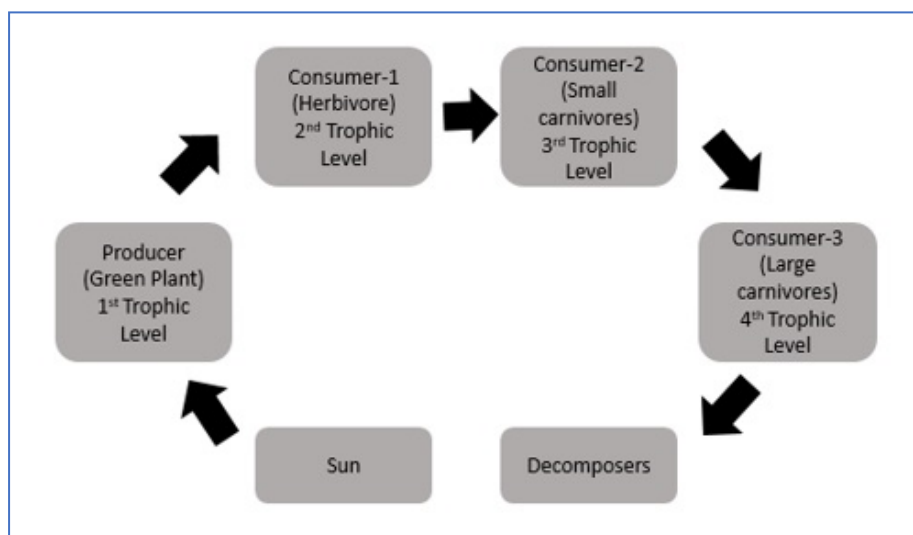 Consumer-1
(Herbivore)
2nd Trophic
Level
Consumer-2
(Small
carnivores)
3rd Trophic
Level
Producer
(Green Plant)
1st Trophic
Level
Consumer-3
(Large
carnivores)
4th Trophic
Level
Sun
Decomposers